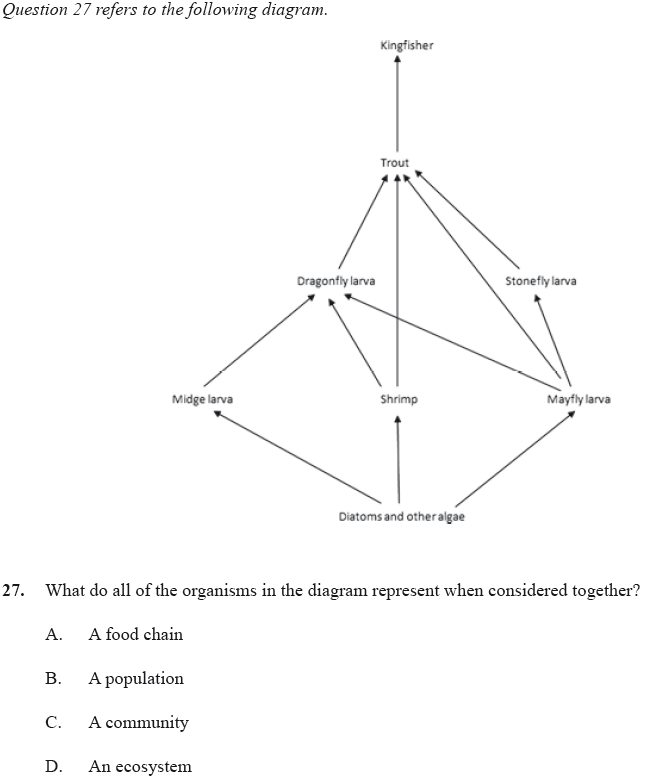 Question 27 refers to the following diagram.
Kingfisher
Trout
Dragonfly larva
Stonefly larva
Midge larva
Shrimp
Mayfly larva
Diatoms and other algae
27. What do all of the organisms in the diagram represent when considered together?
A. A food chain
B. A population
C. A community
D. An ecosystem